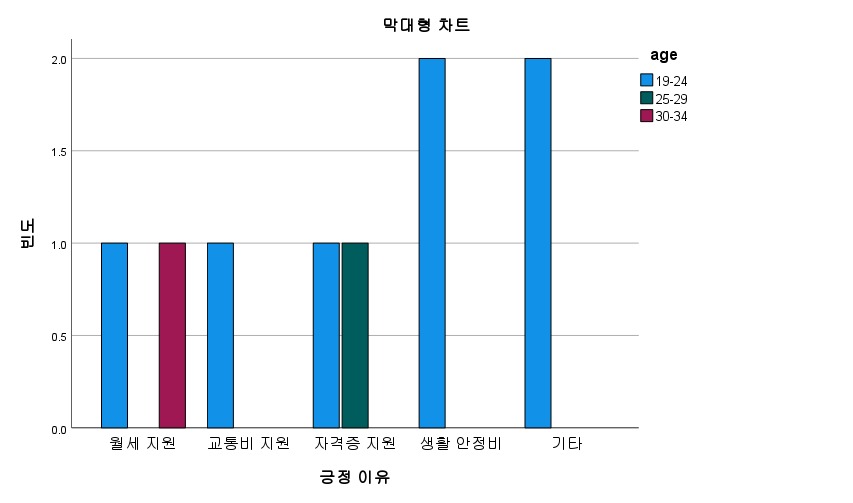 막대형 차트
age
19-24
25-29
30-34
빈도
2.0
1.5
1.0
0.5
0.0
월세 지원 교통비 지원 자격증 지원 생활 안정비 기타
긍정 이유